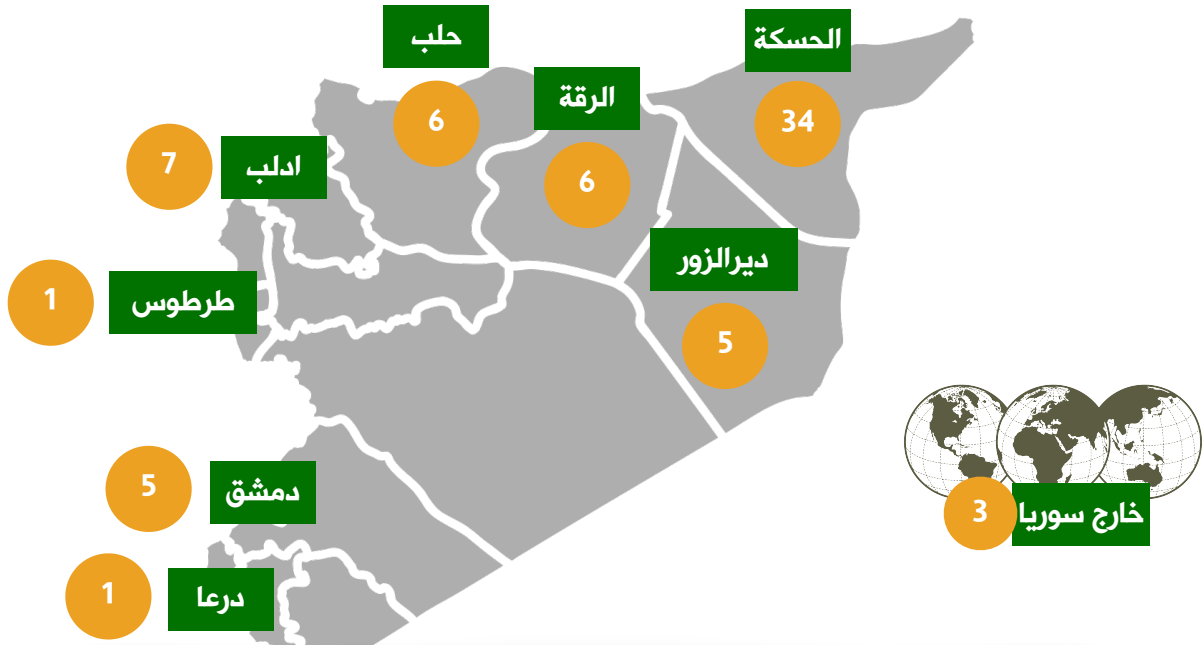 حلب
6
الحسكة
34
الرقة
6
ادلب
7
ديرالزور
5
طرطوس
1
دمشق
5
خارج سوريا
3
درعا
1